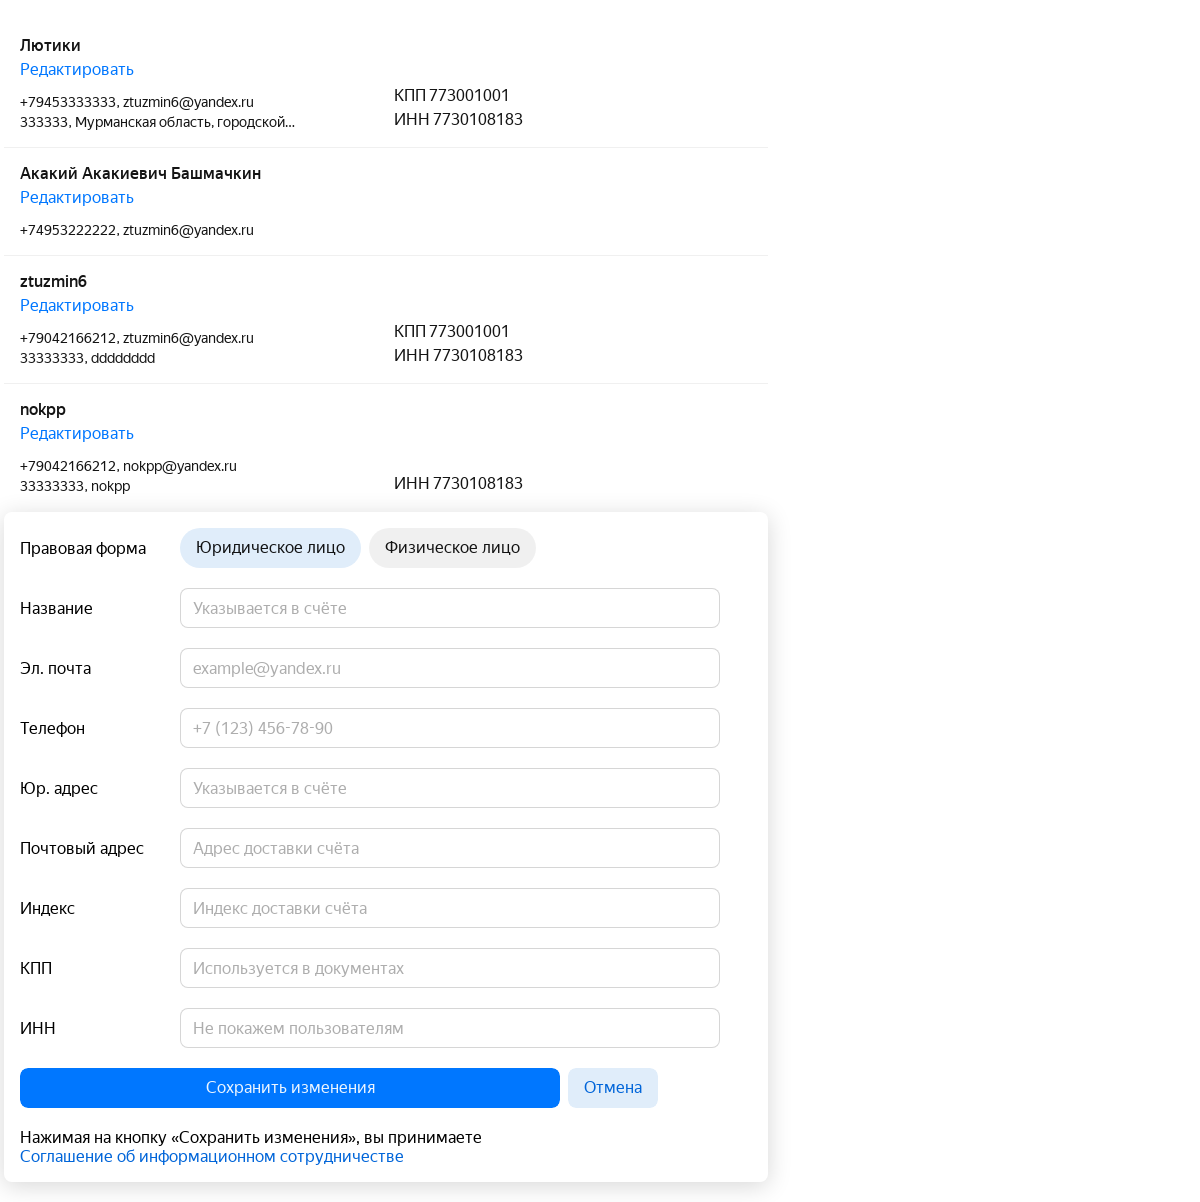 Лютики
Редактировать
+79453333333, ztuzmin6@yandex.ru
333333, Мурманская область, городской...
КПП 773001001
ИНН 7730108183
Акакий Акакиевич Башмачкин
Редактировать
+74953222222, ztuzmin6@yandex.ru
ztuzmin6
Редактировать
+79042166212, ztuzmin6@yandex.ru
33333333, dddddddd
КПП 773001001
ИНН 7730108183
nokpp
Редактировать
+79042166212, nokpp@yandex.ru
33333333, nokpp
ИНН 7730108183
Правовая форма Юридическое лицо Физическое лицо
Название Указывается в счёте
Эл. почта example@yandex.ru
Телефон +7 (123) 456-78-90
Юр. адрес Указывается в счёте
Почтовый адрес Адрес доставки счёта
Индекс Индекс доставки счёта
КПП Используется в документах
ИНН Не покажем пользователям
Сохранить изменения Отмена
Нажимая на кнопку «Сохранить изменения», вы принимаете
Соглашение об информационном сотрудничестве